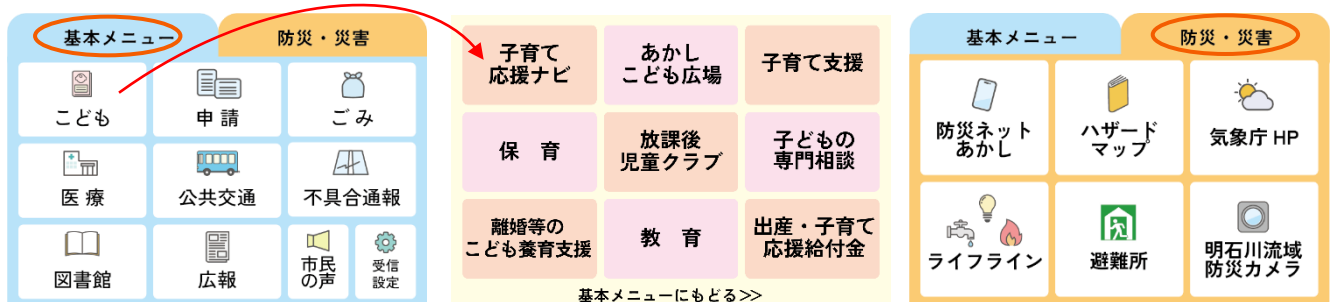 基本メニュー
防災・災害
こども
申請
ごみ
医療
公共交通
不具合通報
図書館
広報
市民
の声
受信
設定
子育て
応援ナビ
あかし
こども広場
子育て支援
保育
放課後
児童クラブ
子どもの
専門相談
離婚等の
こども養育支援
教育
出産・子育て
応援給付金
基本メニューにもどる>>
基本メニュー
防災・災害
防災ネット
あかし
ハザード
マップ
気象庁HP
ライフライン
避難所
明石川流域
防災カメラ